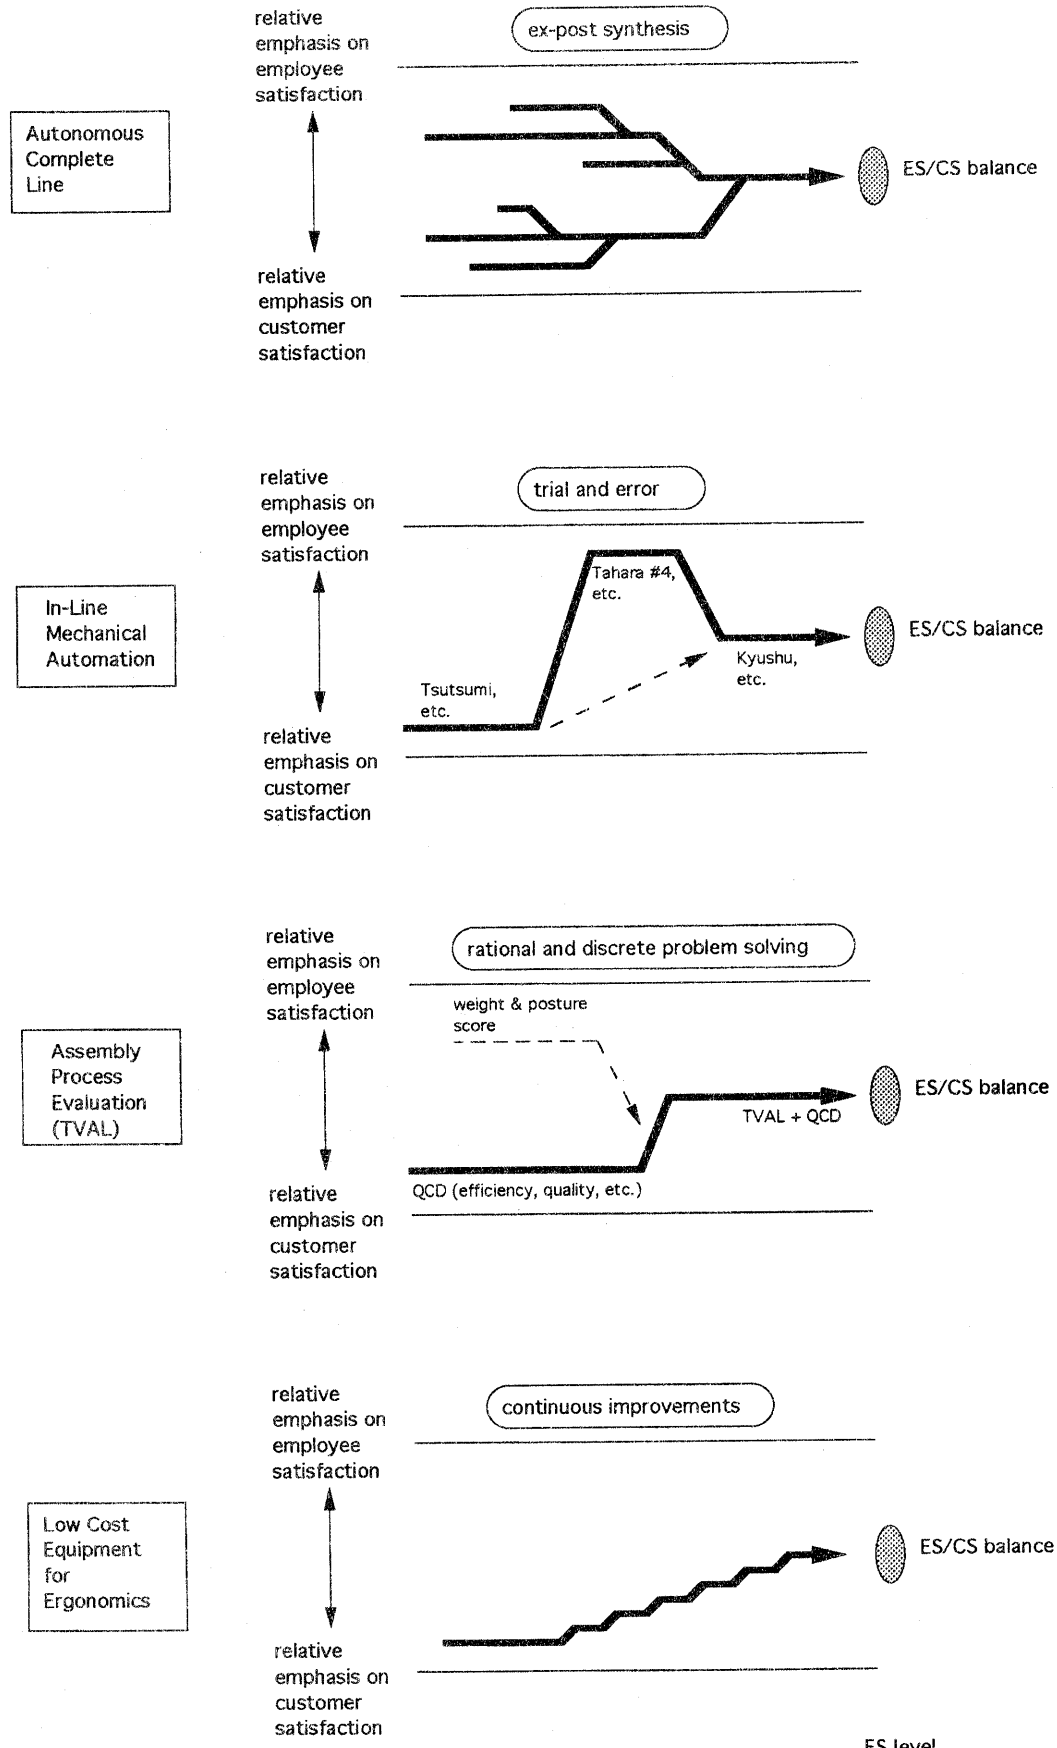 relative
emphasis on
employee
satisfaction
ex-post synthesis
Autonomous
Complete
Line
ES/CS balance
relative
emphasis on
customer
satisfaction
relative
emphasis on
employee
satisfaction
trial and error
Tahara #4,
etc.
In-Line
Mechanical
Automation
ES/CS balance
Kyushu,
etc.
Tsutsumi,
etc.
relative
emphasis on
customer
satisfaction
relative
emphasis on
employee
satisfaction
rational and discrete problem solving
weight & posture
score
Assembly
Process
Evaluation
(TVAL)
ES/CS balance
TVAL + QCD
QCD (efficiency, quality, etc.)
relative
emphasis on
customer
satisfaction
relative
emphasis on
employee
satisfaction
continuous improvements
Low Cost
Equipment
for
Ergonomics
ES/CS balance
relative
emphasis on
customer
satisfaction
ES level